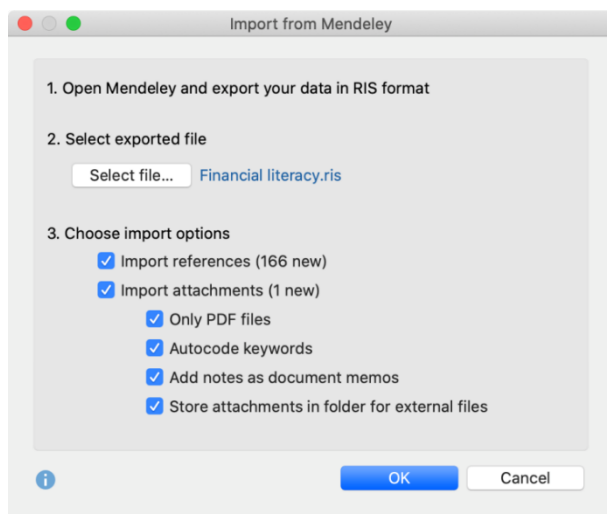 Import from Mendeley
1. Open Mendeley and export your data in RIS format
2. Select exported file
Select file... Financial literacy.ris
3. Choose import options
Import references (166 new)
Import attachments (1 new)
Only PDF files
Autocode keywords
Add notes as document memos
Store attachments in folder for external files
i OK Cancel